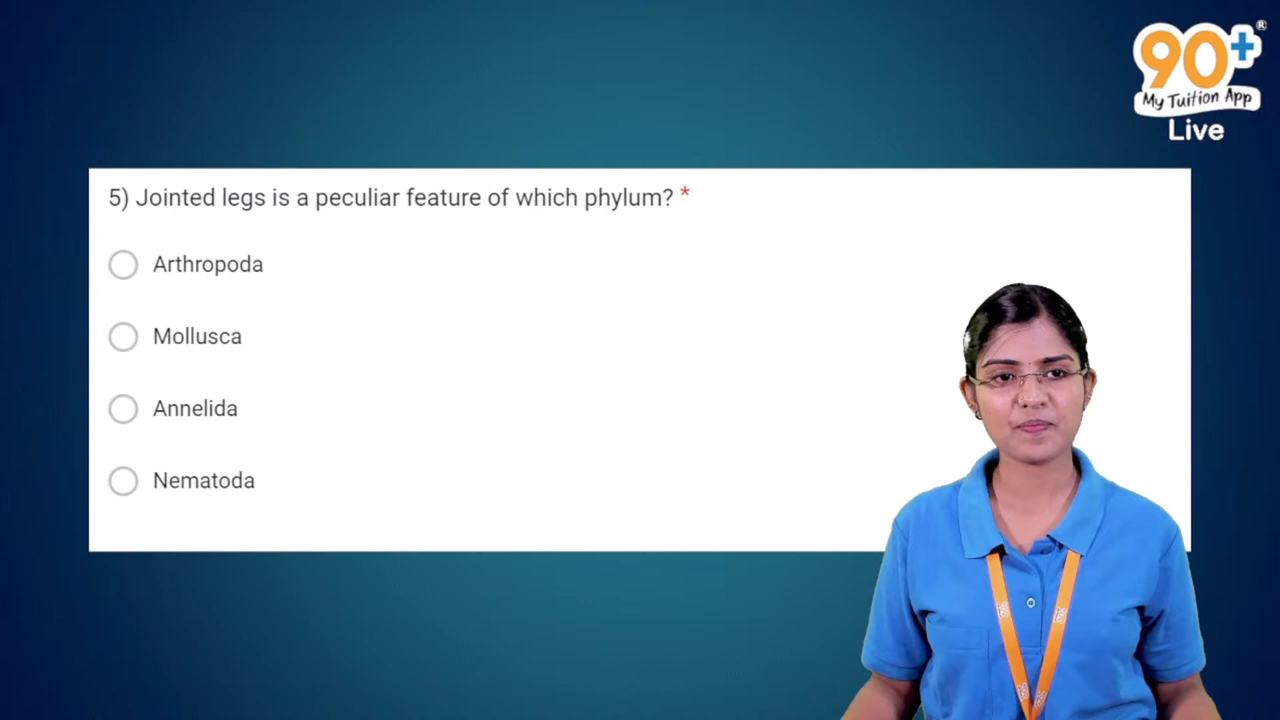 90+
®
My Tuition App
Live
5) Jointed legs is a peculiar feature of which phylum? *
Arthropoda
Mollusca
Annelida
Nematoda